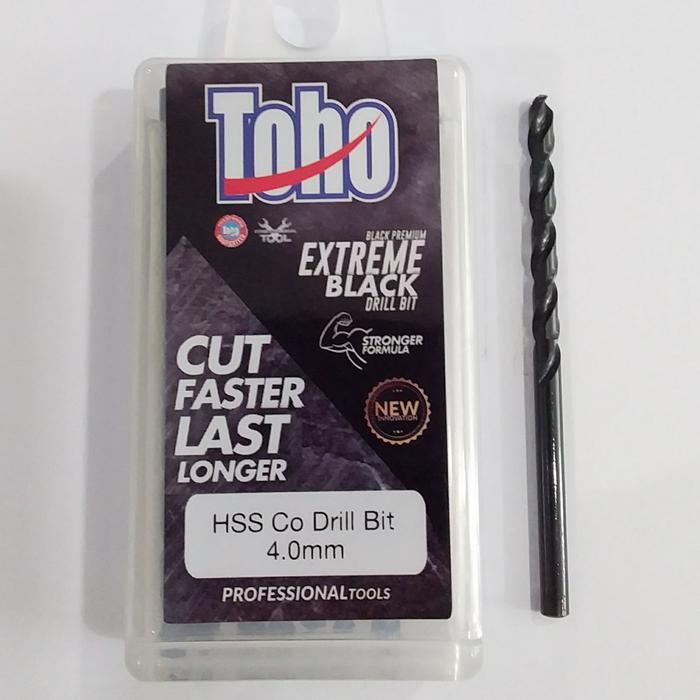 Toho
TOOL
BLACK PREMIUM
EXTREME
BLACK
DRILL BIT
STRONGER
FORMULA
CUT
FASTER
LAST
LONGER
NEW
INNOVATION
HSS Co Drill Bit
4.0mm
PROFESSIONALTOOLS